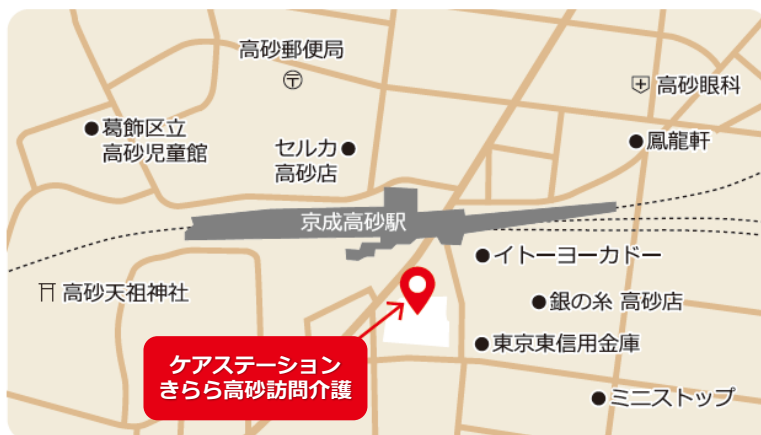 高砂郵便局
〒
高砂眼科
葛飾区立
高砂児童館
セルカ
高砂店
鳳龍軒
京成高砂駅
イトーヨーカドー
高砂天祖神社
銀の糸 高砂店
東京東信用金庫
ケアステーション
きらら高砂訪問介護
ミニストップ